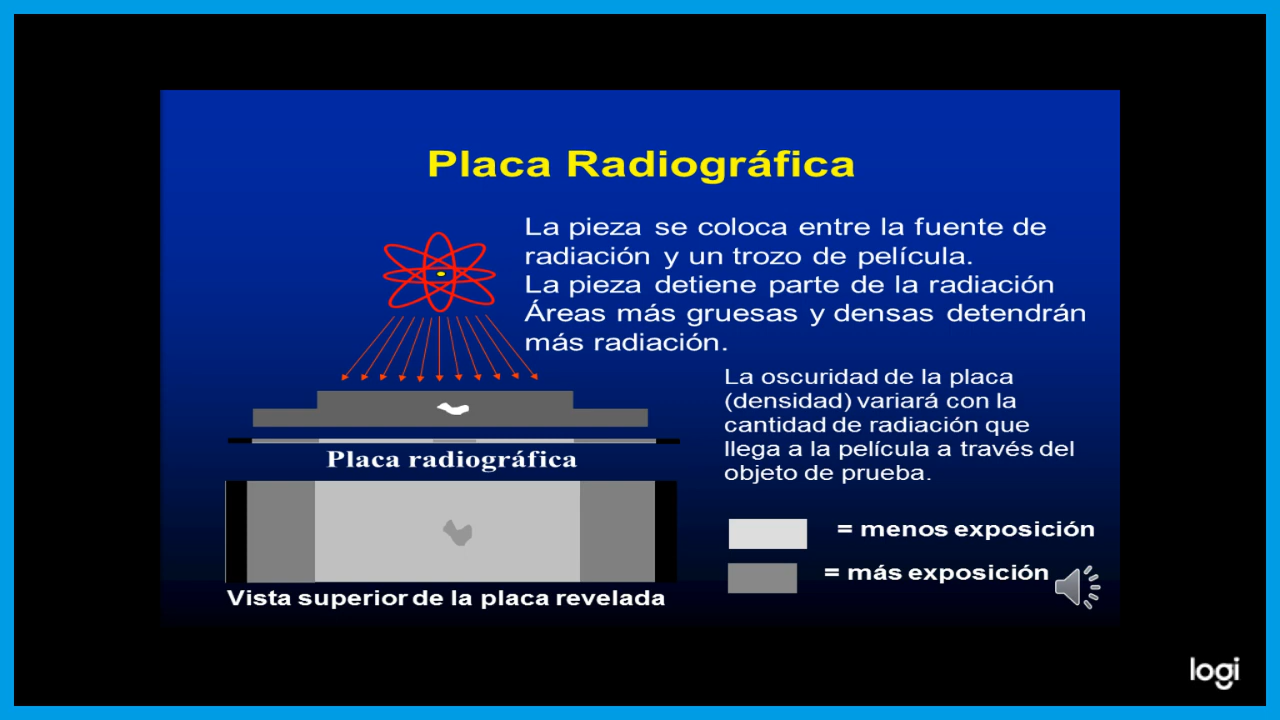 Placa Radiográfica
La pieza se coloca entre la fuente de
radiación y un trozo de película.
La pieza detiene parte de la radiación
Áreas más gruesas y densas detendrán
más radiación.
La oscuridad de la placa
(densidad) variará con la
cantidad de radiación que
llega a la película a través del
objeto de prueba.
Placa radiográfica
= menos exposición
= más exposición
Vista superior de la placa revelada
logi